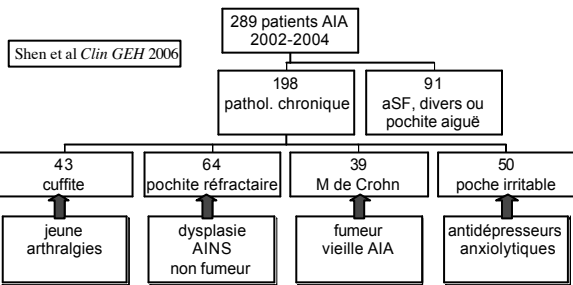 289 patients AIA
2002-2004
Shen et al Clin GEH 2006
198
pathol. chronique
91
aSF, divers ou
pochite aiguë
43
cuffite
64
pochite réfractaire
39
M de Crohn
50
poche irritable
jeune
arthralgies
dysplasie
AINS
non fumeur
fumeur
vieille AIA
antidépresseurs
anxiolytiques